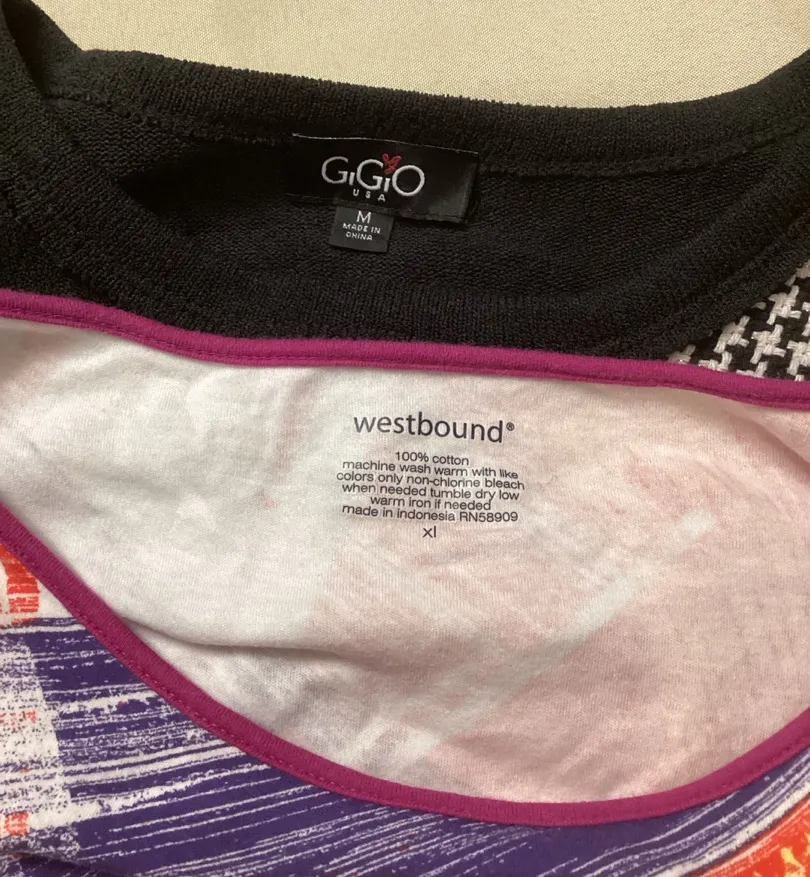 GiGiO
USA
M
MADE IN
CHINA
westbound®
100% cotton
machine wash warm with like
colors only non-chlorine bleach
when needed tumble dry low
warm iron if needed
made in indonesia RN58909
xl